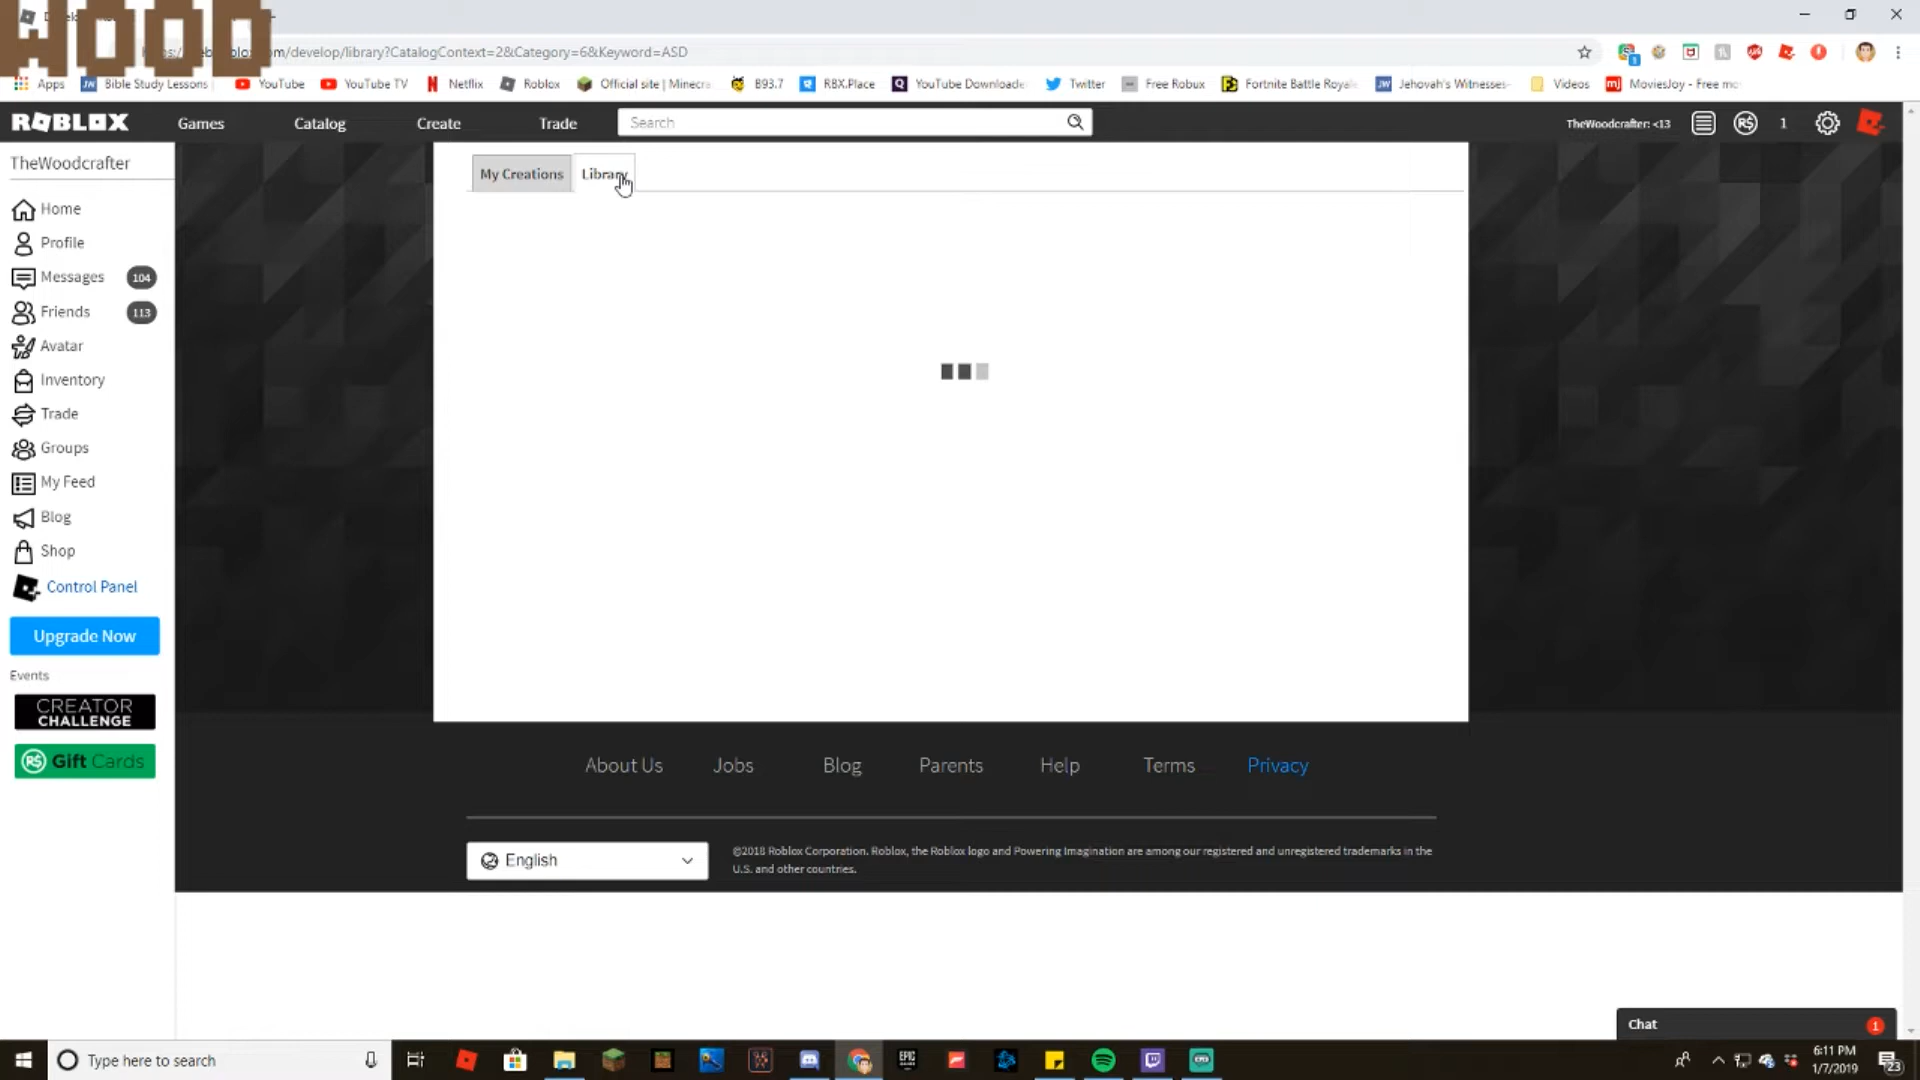 WOOD
/develop/library?CatalogContext=2&Category=6&Keyword=ASD
Apps
Bible Study Lessons
YouTube
YouTube TV
Netflix
Roblox
Official site | Minecra
B93.7
RBX.Place
YouTube Downloade
Twitter
Free Robux
Fortnite Battle Royale
Jehovah's Witnesses-
Videos
MoviesJoy - Free mo
ROBLOX
Games
Catalog
Create
Trade
Search
TheWoodcrafter: <13
1
TheWoodcrafter
My Creations
Library
Home
Profile
Messages 104
Friends 113
Avatar
Inventory
Trade
Groups
My Feed
Blog
Shop
Control Panel
Upgrade Now
Events
CREATOR
CHALLENGE
Gift Cards
About Us
Jobs
Blog
Parents
Help
Terms
Privacy
English
©2018 Roblox Corporation. Roblox, the Roblox logo and Powering Imagination are among our registered and unregistered trademarks in the
U.S. and other countries.
Chat 1
Type here to search
EPIC
6:11 PM
1/7/2019
23